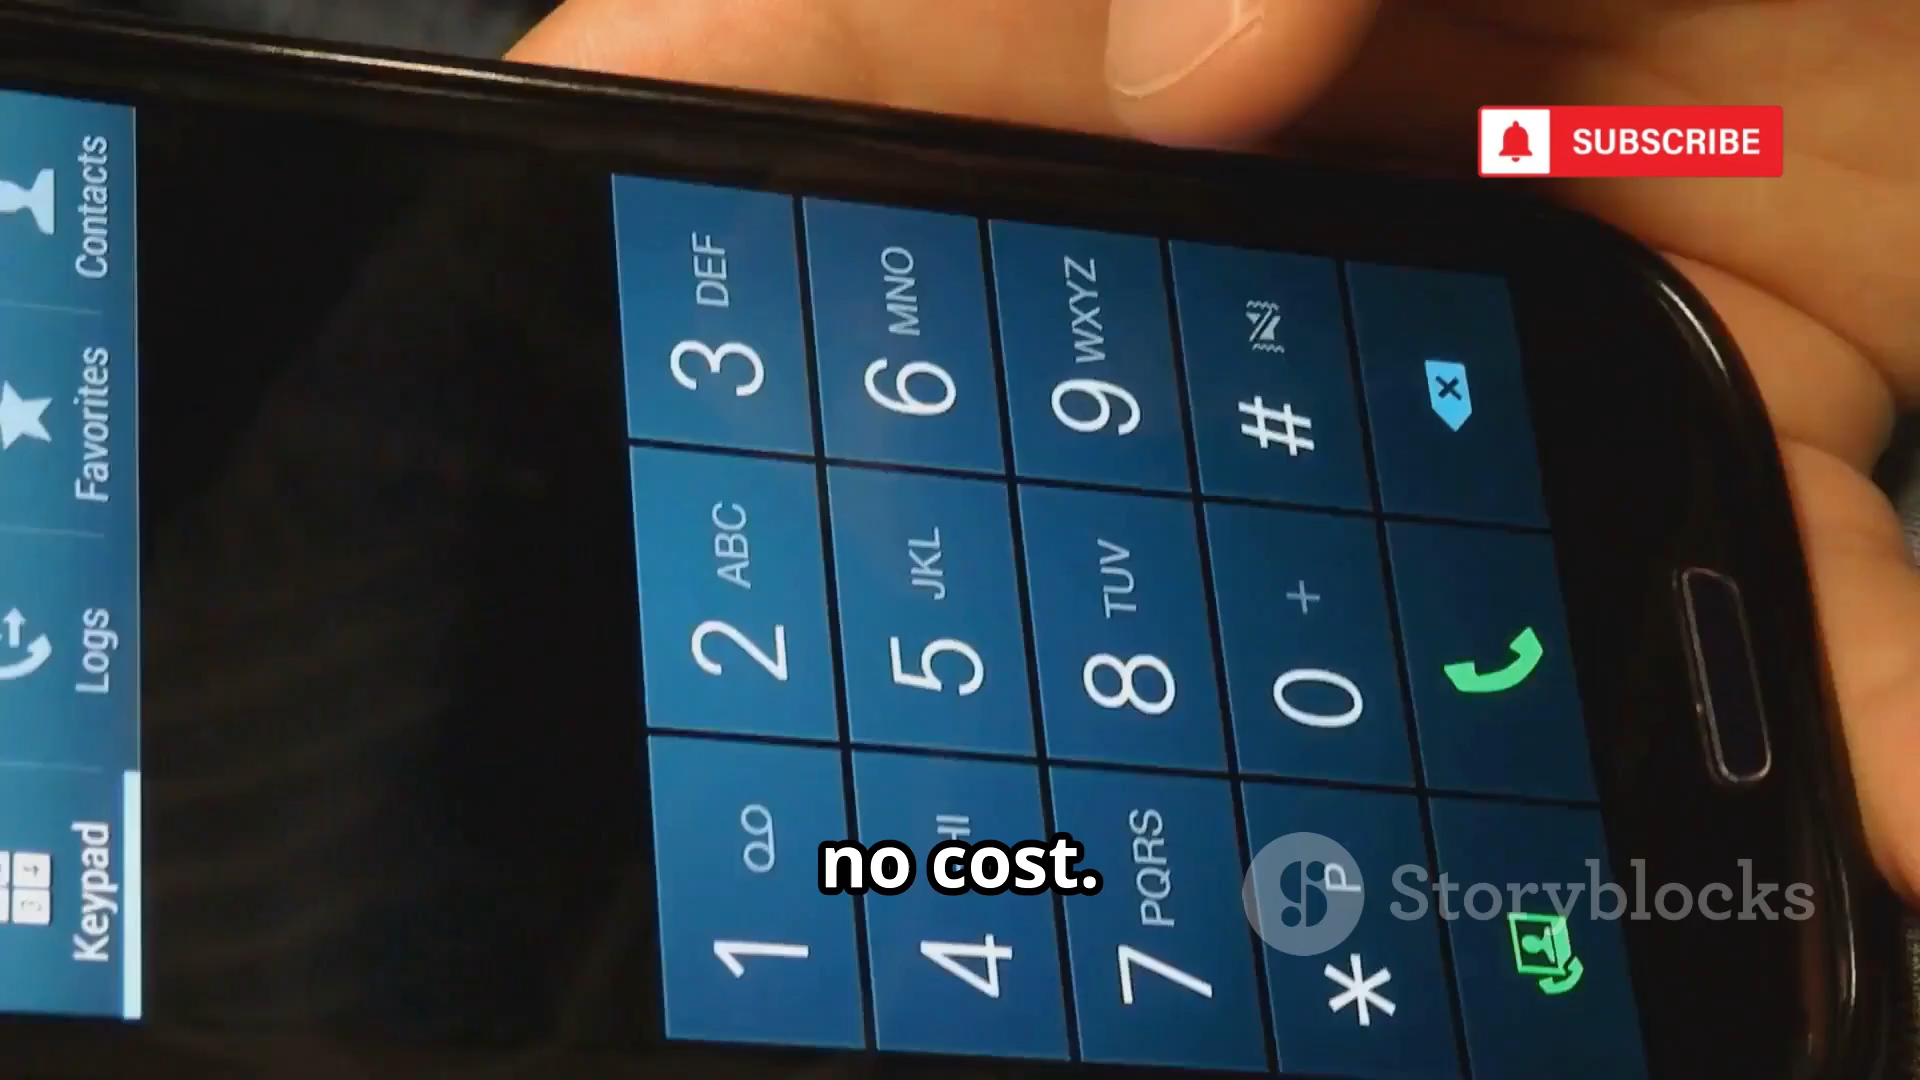 SUBSCRIBE
Contacts
Favorites
Logs
Keypad
3 DEF
6 MNO
9 WXYZ
#
2 ABC
5 JKL
8 TUV
0 +
1
4 HI
7 PQRS
* P
no cost.
Storyblocks